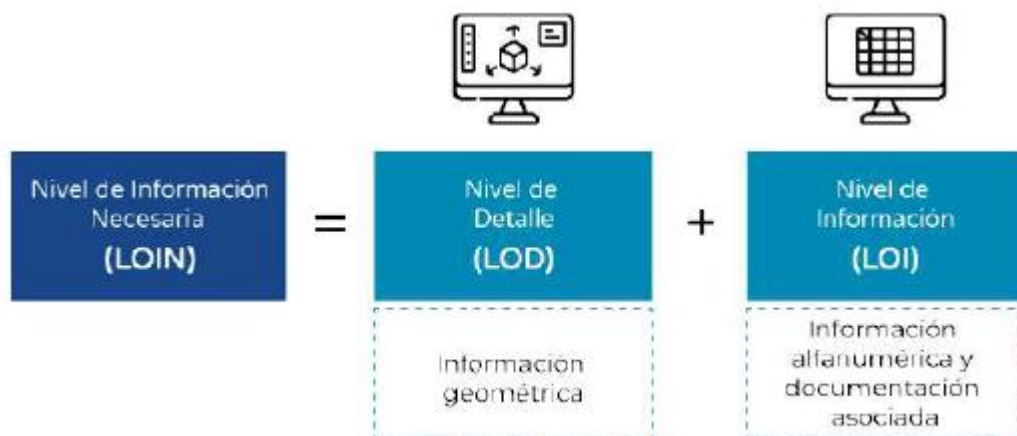 Nivel de Información
Necesaria
(LOIN)
=
Nivel de
Detalle
(LOD)
+
Nivel de
Información
(LOI)
Información
geométrica
Información
alfanumérica y
documentación
asociada